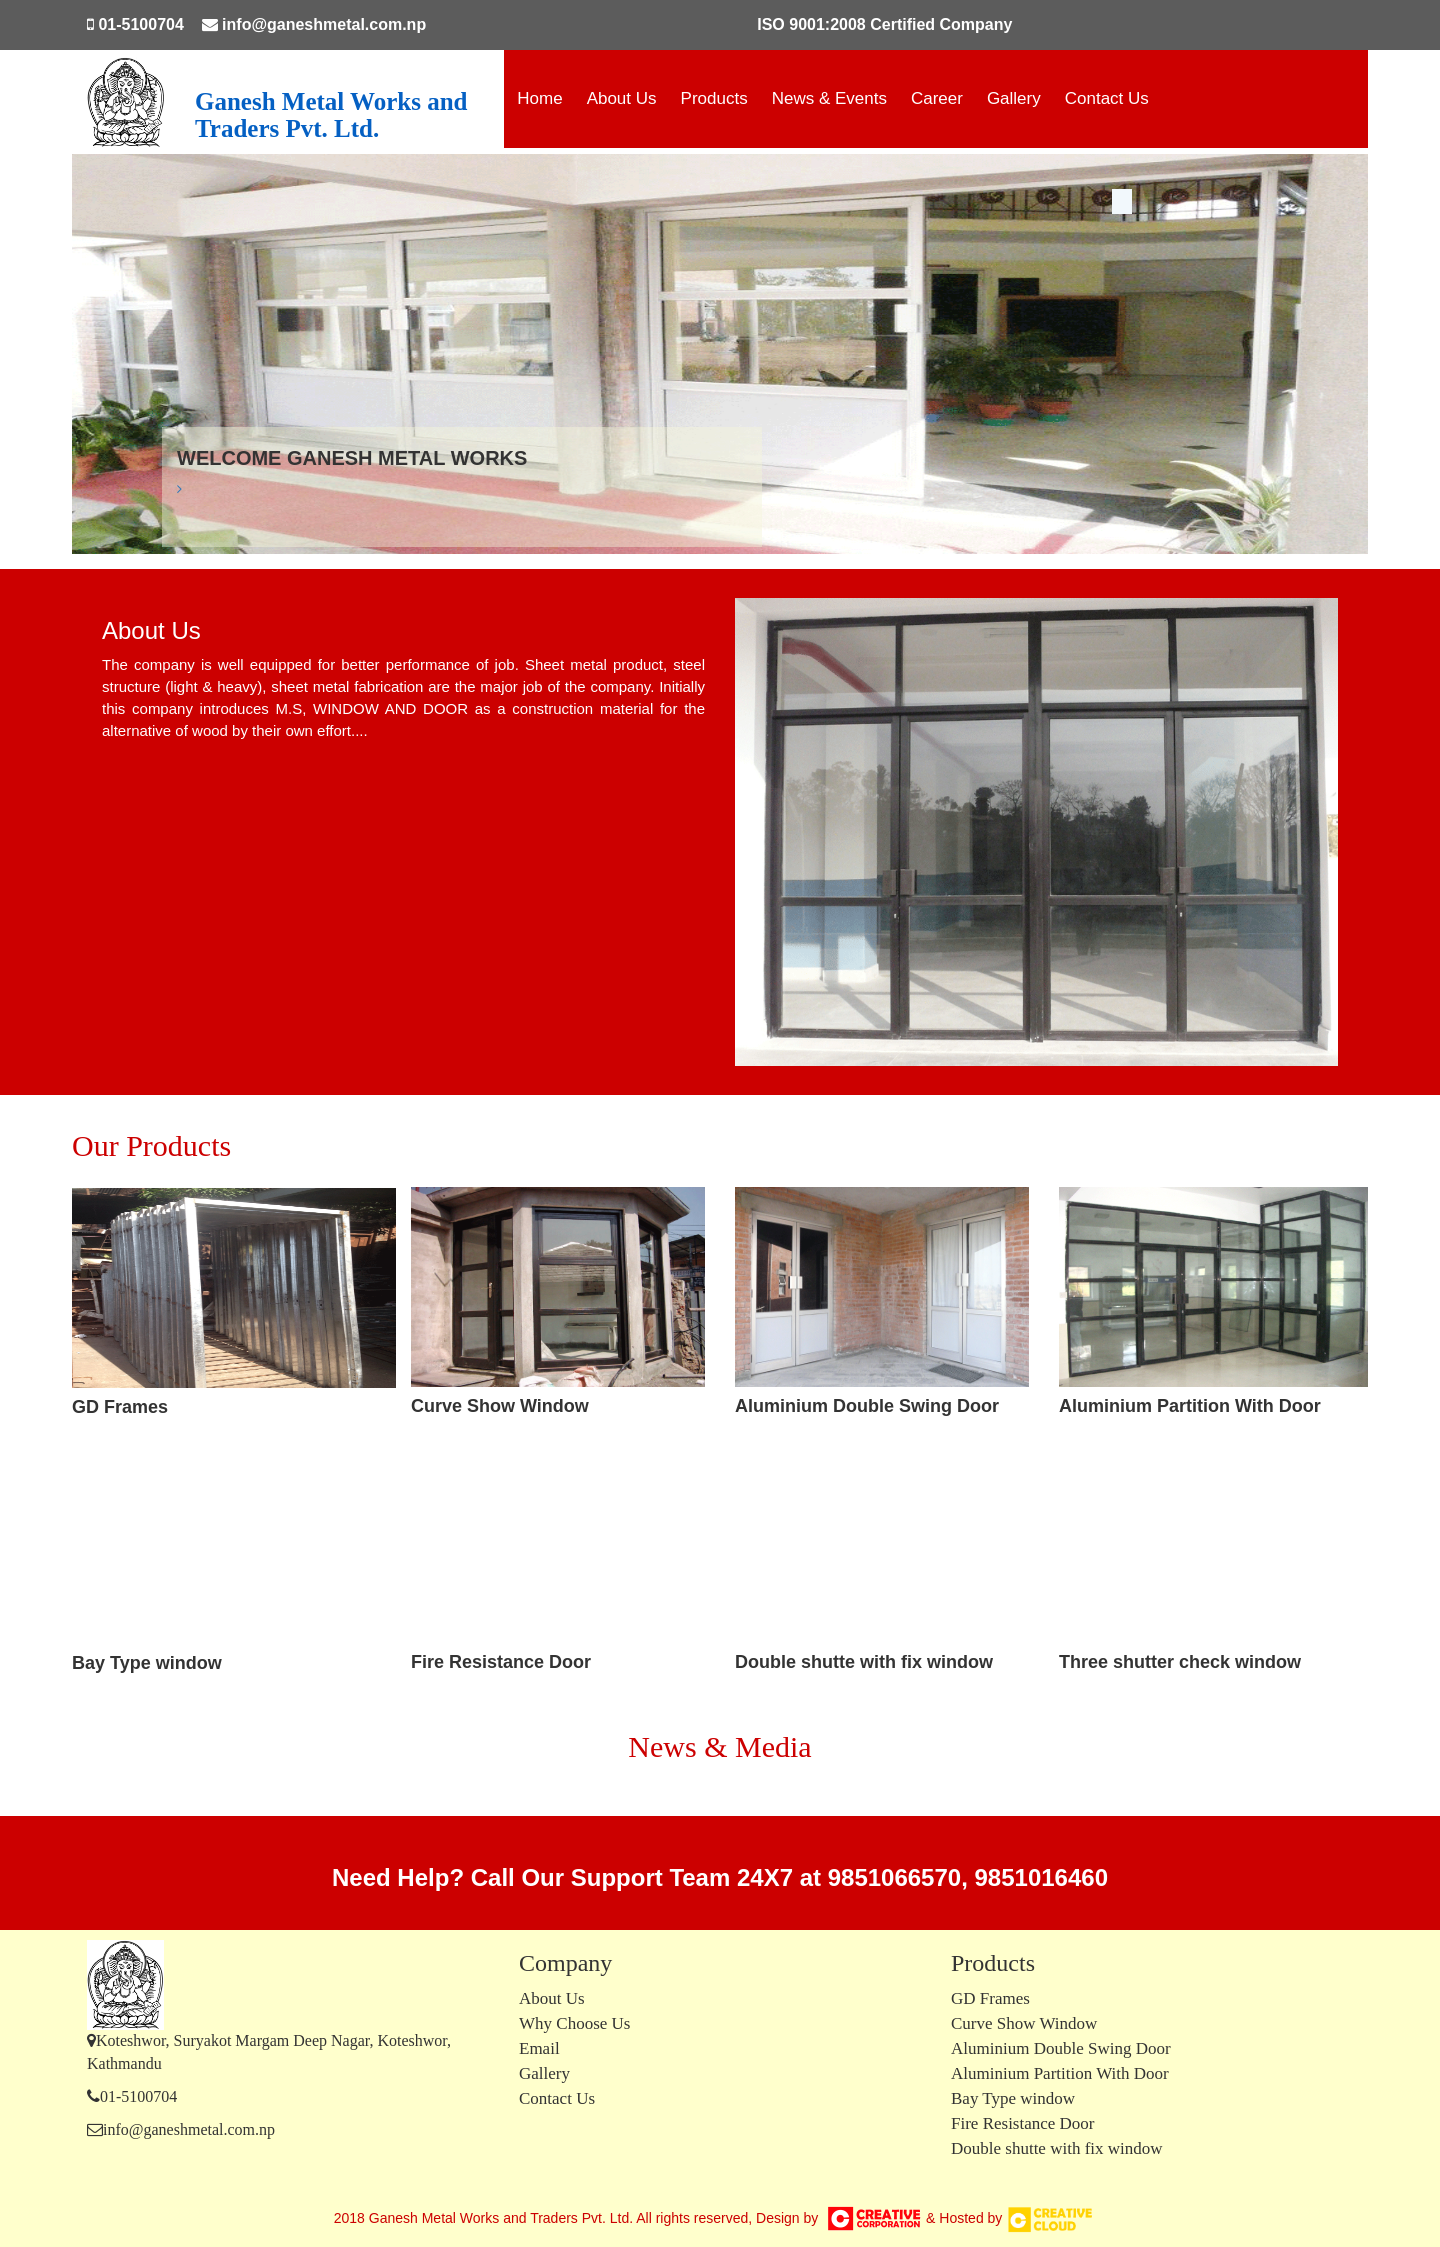 01-5100704 info@ganeshmetal.com.np ISO 9001:2008 Certified Company
Ganesh Metal Works and
Traders Pvt. Ltd.
Home About Us Products News & Events Career Gallery Contact Us
WELCOME GANESH METAL WORKS
About Us
The company is well equipped for better performance of job. Sheet metal product, steel
structure (light & heavy), sheet metal fabrication are the major job of the company. Initially
this company introduces M.S, WINDOW AND DOOR as a construction material for the
alternative of wood by their own effort....
Our Products
GD Frames
Curve Show Window
Aluminium Double Swing Door
Aluminium Partition With Door
Bay Type window
Fire Resistance Door
Double shutte with fix window
Three shutter check window
News & Media
Need Help? Call Our Support Team 24X7 at 9851066570, 9851016460
Koteshwor, Suryakot Margam Deep Nagar, Koteshwor,
Kathmandu
01-5100704
info@ganeshmetal.com.np
Company
About Us
Why Choose Us
Email
Gallery
Contact Us
Products
GD Frames
Curve Show Window
Aluminium Double Swing Door
Aluminium Partition With Door
Bay Type window
Fire Resistance Door
Double shutte with fix window
2018 Ganesh Metal Works and Traders Pvt. Ltd. All rights reserved, Design by CREATIVE CORPORATION & Hosted by CREATIVE CLOUD